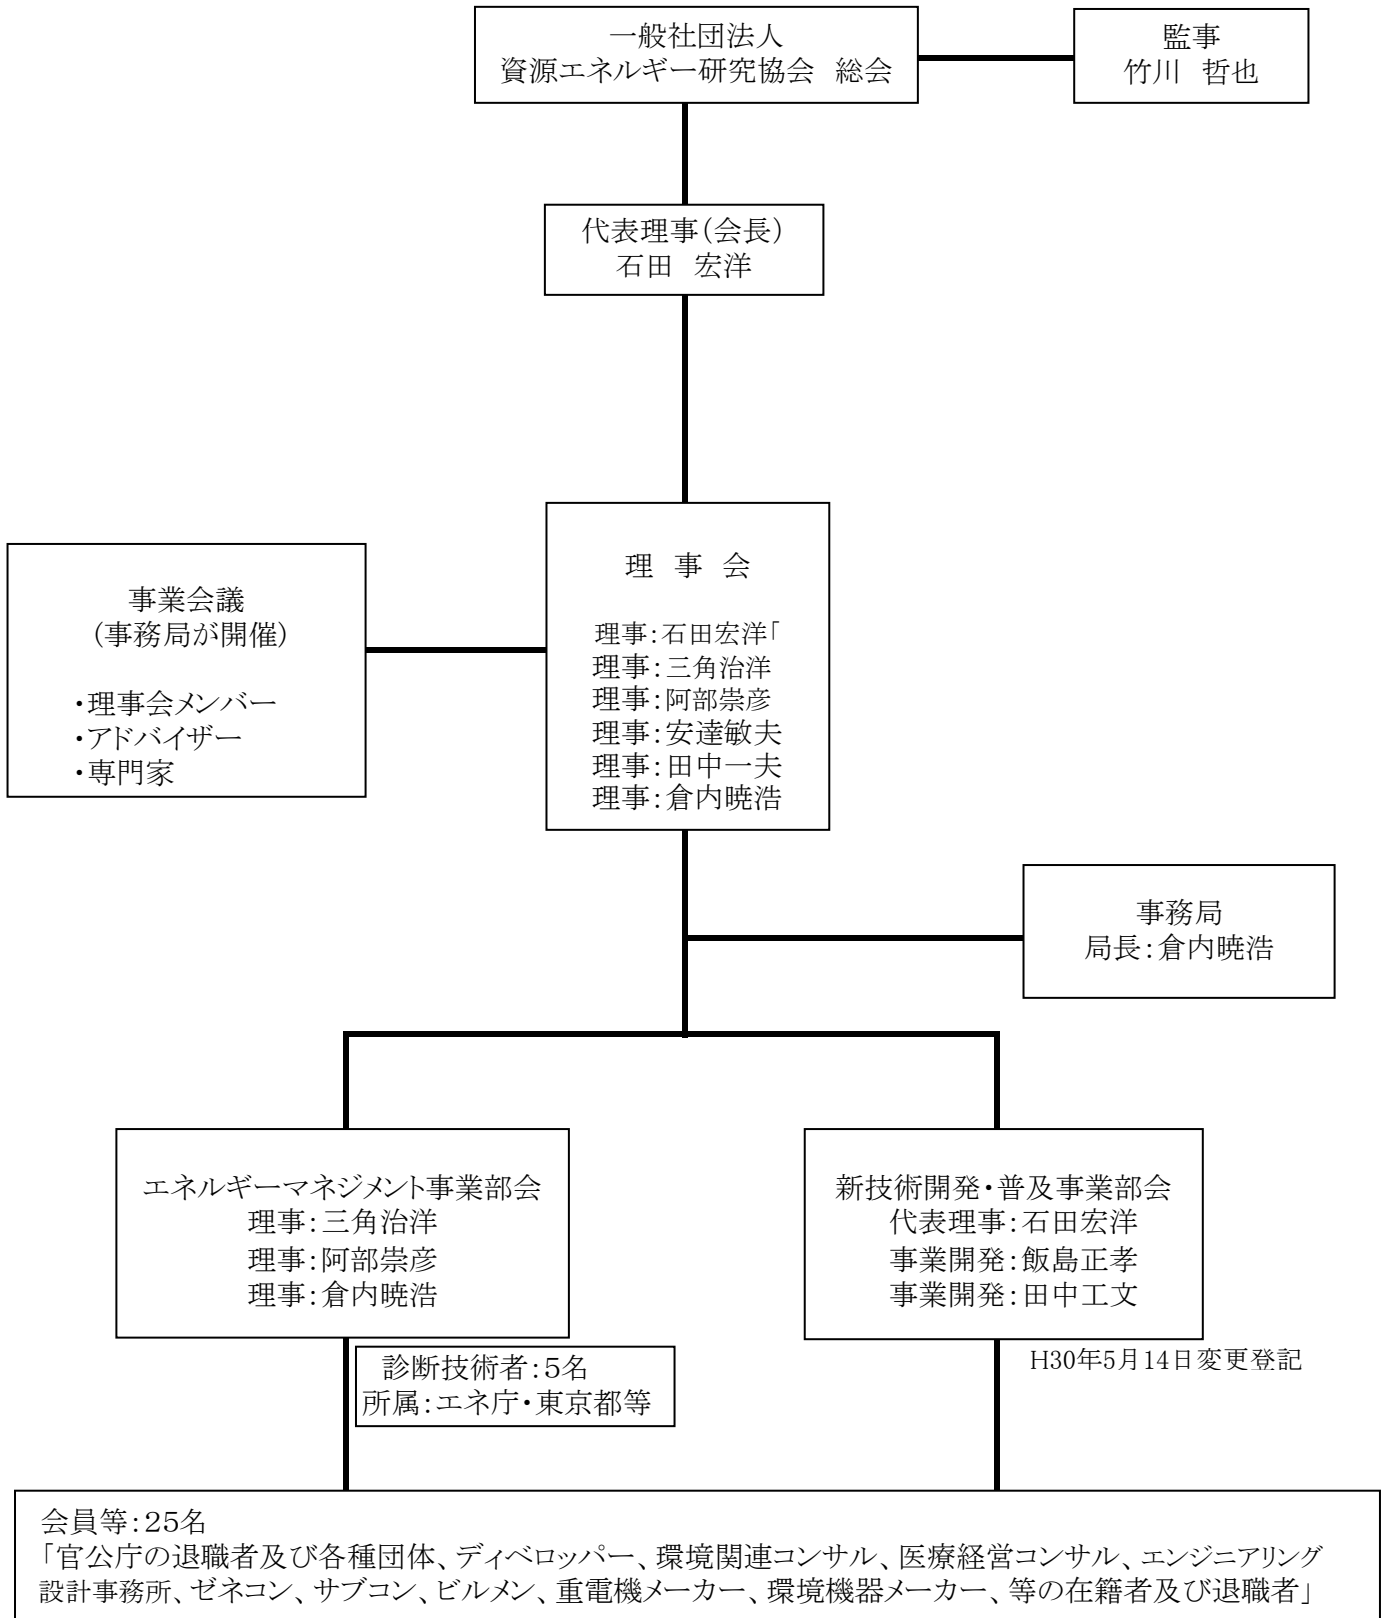 一般社団法人
資源エネルギー研究協会　総会
監事
竹川　哲也
代表理事(会長)
石田　宏洋
理　事　会
理事:石田宏洋「
理事:三角治洋
理事:阿部崇彦
理事:安達敏夫
理事:田中一夫
理事:倉内暁浩
事業会議
(事務局が開催)
・理事会メンバー
・アドバイザー
・専門家
事務局
局長:倉内暁浩
エネルギーマネジメント事業部会
理事:三角治洋
理事:阿部崇彦
理事:倉内暁浩
新技術開発・普及事業部会
代表理事:石田宏洋
事業開発:飯島正孝
事業開発:田中工文
診断技術者:5名
所属:エネ庁・東京都等
H30年5月14日変更登記
会員等:25名
「官公庁の退職者及び各種団体、ディベロッパー、環境関連コンサル、医療経営コンサル、エンジニアリング
設計事務所、ゼネコン、サブコン、ビルメン、重電機メーカー、環境機器メーカー、等の在籍者及び退職者」